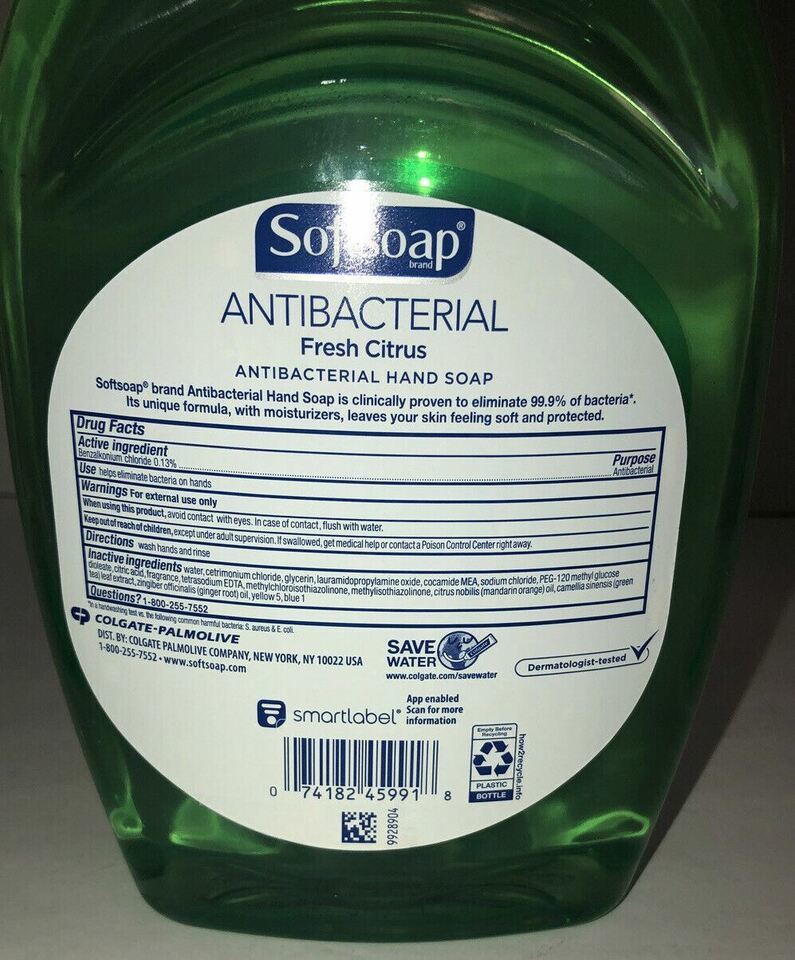 Softsoap®
brand
ANTIBACTERIAL
Fresh Citrus
ANTIBACTERIAL HAND SOAP
Softsoap® brand Antibacterial Hand Soap is clinically proven to eliminate 99.9% of bacteria*.
Its unique formula, with moisturizers, leaves your skin feeling soft and protected.
Drug Facts
Active ingredient Purpose
Benzalkonium chloride 0.13% Antibacterial
Use helps eliminate bacteria on hands
Warnings For external use only
When using this product, avoid contact with eyes. In case of contact, flush with water.
Keep out of reach of children, except under adult supervision. If swallowed, get medical help or contact a Poison Control Center right away.
Directions wash hands and rinse
Inactive ingredients water, cetrimonium chloride, glycerin, lauramidopropylamine oxide, cocamide MEA, sodium chloride, PEG-120 methyl glucose
dioleate, citric acid, fragrance, tetrasodium EDTA, methylchloroisothiazolinone, methylisothiazolinone, citrus nobilis (mandarin orange) oil, camellia sinensis (green
tea) leaf extract, zingiber officinalis (ginger root) oil, yellow 5, blue 1
Questions? 1-800-255-7552
*In a handwashing test vs. the following common harmful bacteria: S. aureus & E. coli.
CP COLGATE-PALMOLIVE
DIST. BY: COLGATE PALMOLIVE COMPANY, NEW YORK, NY 10022 USA
1-800-255-7552 • www.softsoap.com
SAVE
WATER
www.colgate.com/savewater
Dermatologist-tested
smartlabel®
App enabled
Scan for more
information
0 74182 45991 8
Empty Before
Recycling
PLASTIC
BOTTLE
how2recycle.info
9928904